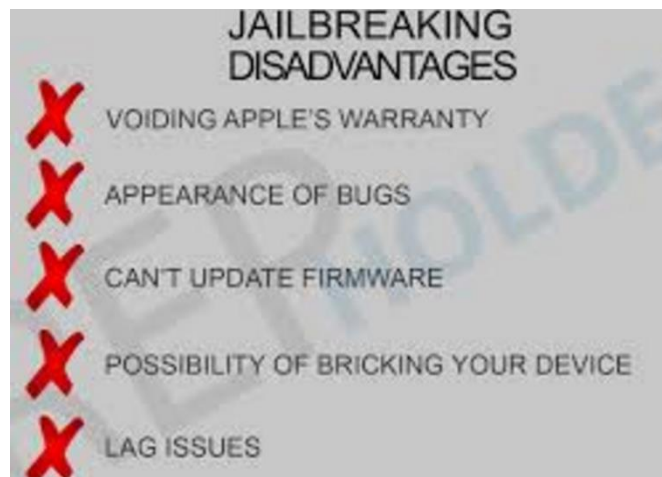 JAILBREAKING
DISADVANTAGES
VOIDING APPLE'S WARRANTY
APPEARANCE OF BUGS
CAN'T UPDATE FIRMWARE
POSSIBILITY OF BRICKING YOUR DEVICE
LAG ISSUES